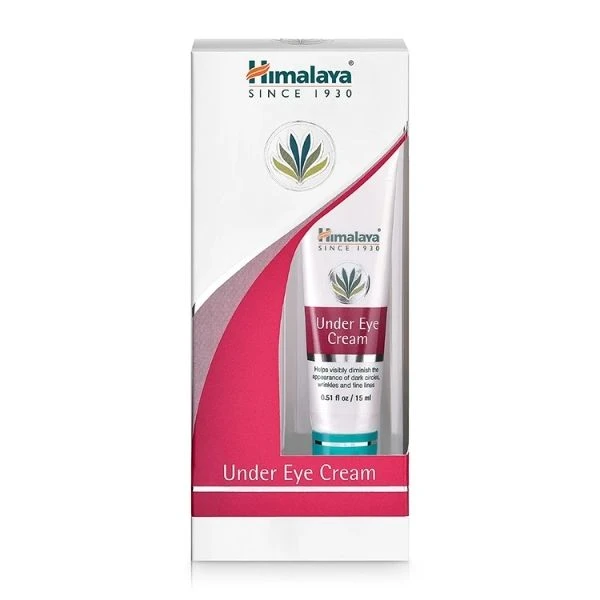 Himalaya®
SINCE 1930
Himalaya®
SINCE 1930
Under Eye
Cream
Helps visibly diminish the
appearance of dark circles,
wrinkles and fine lines
0.51 fl oz / 15 ml
Under Eye Cream